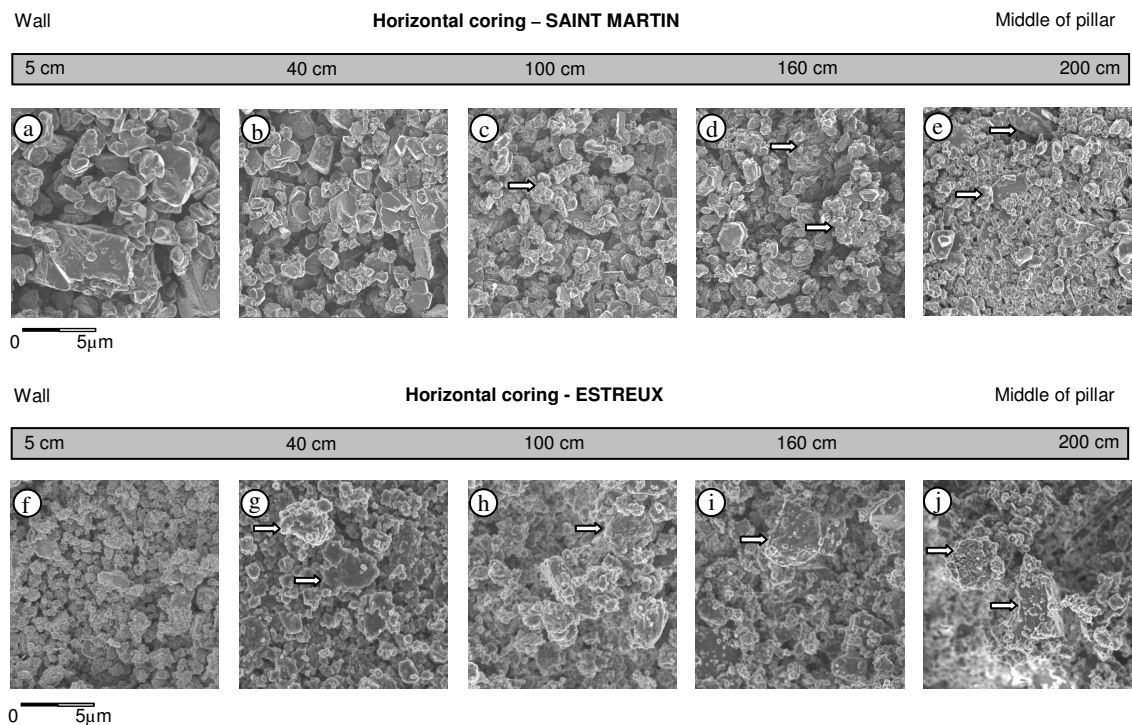 Wall Horizontal coring – SAINT MARTIN Middle of pillar
5 cm 40 cm 100 cm 160 cm 200 cm
a b c d e
0 5µm
Wall Horizontal coring - ESTREUX Middle of pillar
5 cm 40 cm 100 cm 160 cm 200 cm
f g h i j
0 5µm